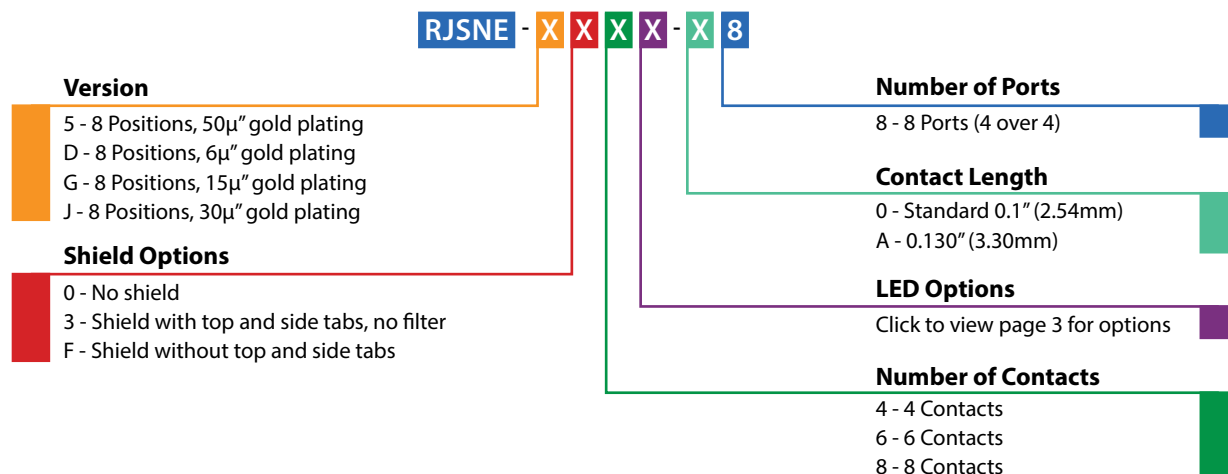 RJSNE - X X X X - X 8
Version
5 - 8 Positions, 50µ” gold plating
D - 8 Positions, 6µ” gold plating
G - 8 Positions, 15µ” gold plating
J - 8 Positions, 30µ” gold plating
Shield Options
0 - No shield
3 - Shield with top and side tabs, no filter
F - Shield without top and side tabs
Number of Ports
8 - 8 Ports (4 over 4)
Contact Length
0 - Standard 0.1” (2.54mm)
A - 0.130” (3.30mm)
LED Options
Click to view page 3 for options
Number of Contacts
4 - 4 Contacts
6 - 6 Contacts
8 - 8 Contacts